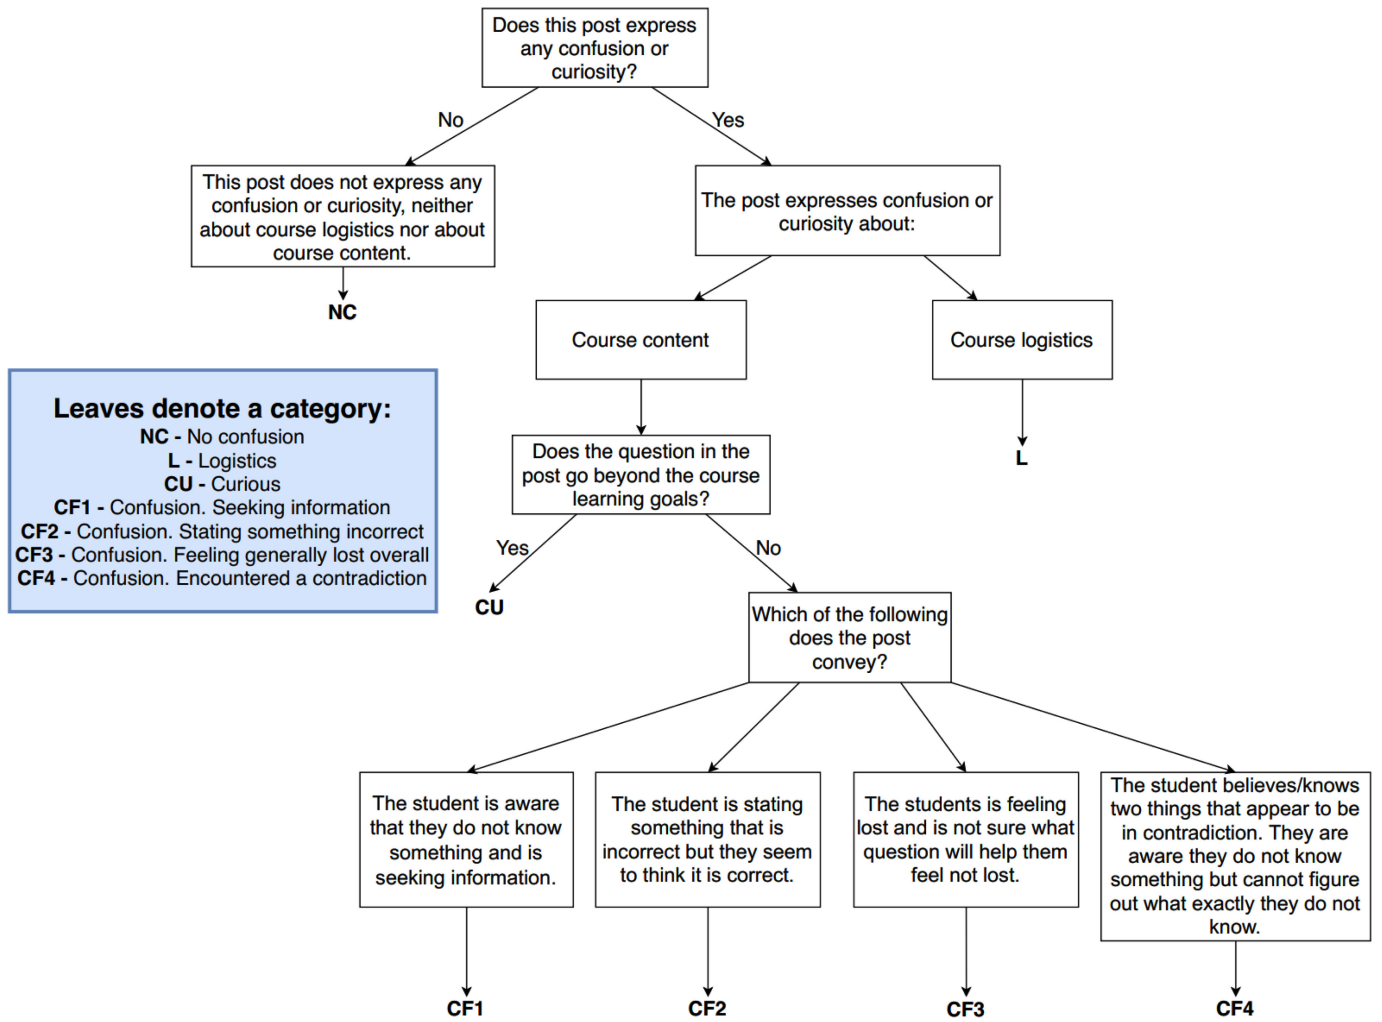 Does this post express
any confusion or
curiosity?
No
Yes
This post does not express any
confusion or curiosity, neither
about course logistics nor about
course content.
The post expresses confusion or
curiosity about:
NC
Course content
Course logistics
Leaves denote a category:
NC - No confusion
L - Logistics
CU - Curious
CF1 - Confusion. Seeking information
CF2 - Confusion. Stating something incorrect
CF3 - Confusion. Feeling generally lost overall
CF4 - Confusion. Encountered a contradiction
Does the question in the
post go beyond the course
learning goals?
L
Yes
No
CU
Which of the following
does the post
convey?
The student is aware
that they do not know
something and is
seeking information.
The student is stating
something that is
incorrect but they seem
to think it is correct.
The students is feeling
lost and is not sure what
question will help them
feel not lost.
The student believes/knows
two things that appear to be
in contradiction. They are
aware they do not know
something but cannot figure
out what exactly they do not
know.
CF1
CF2
CF3
CF4